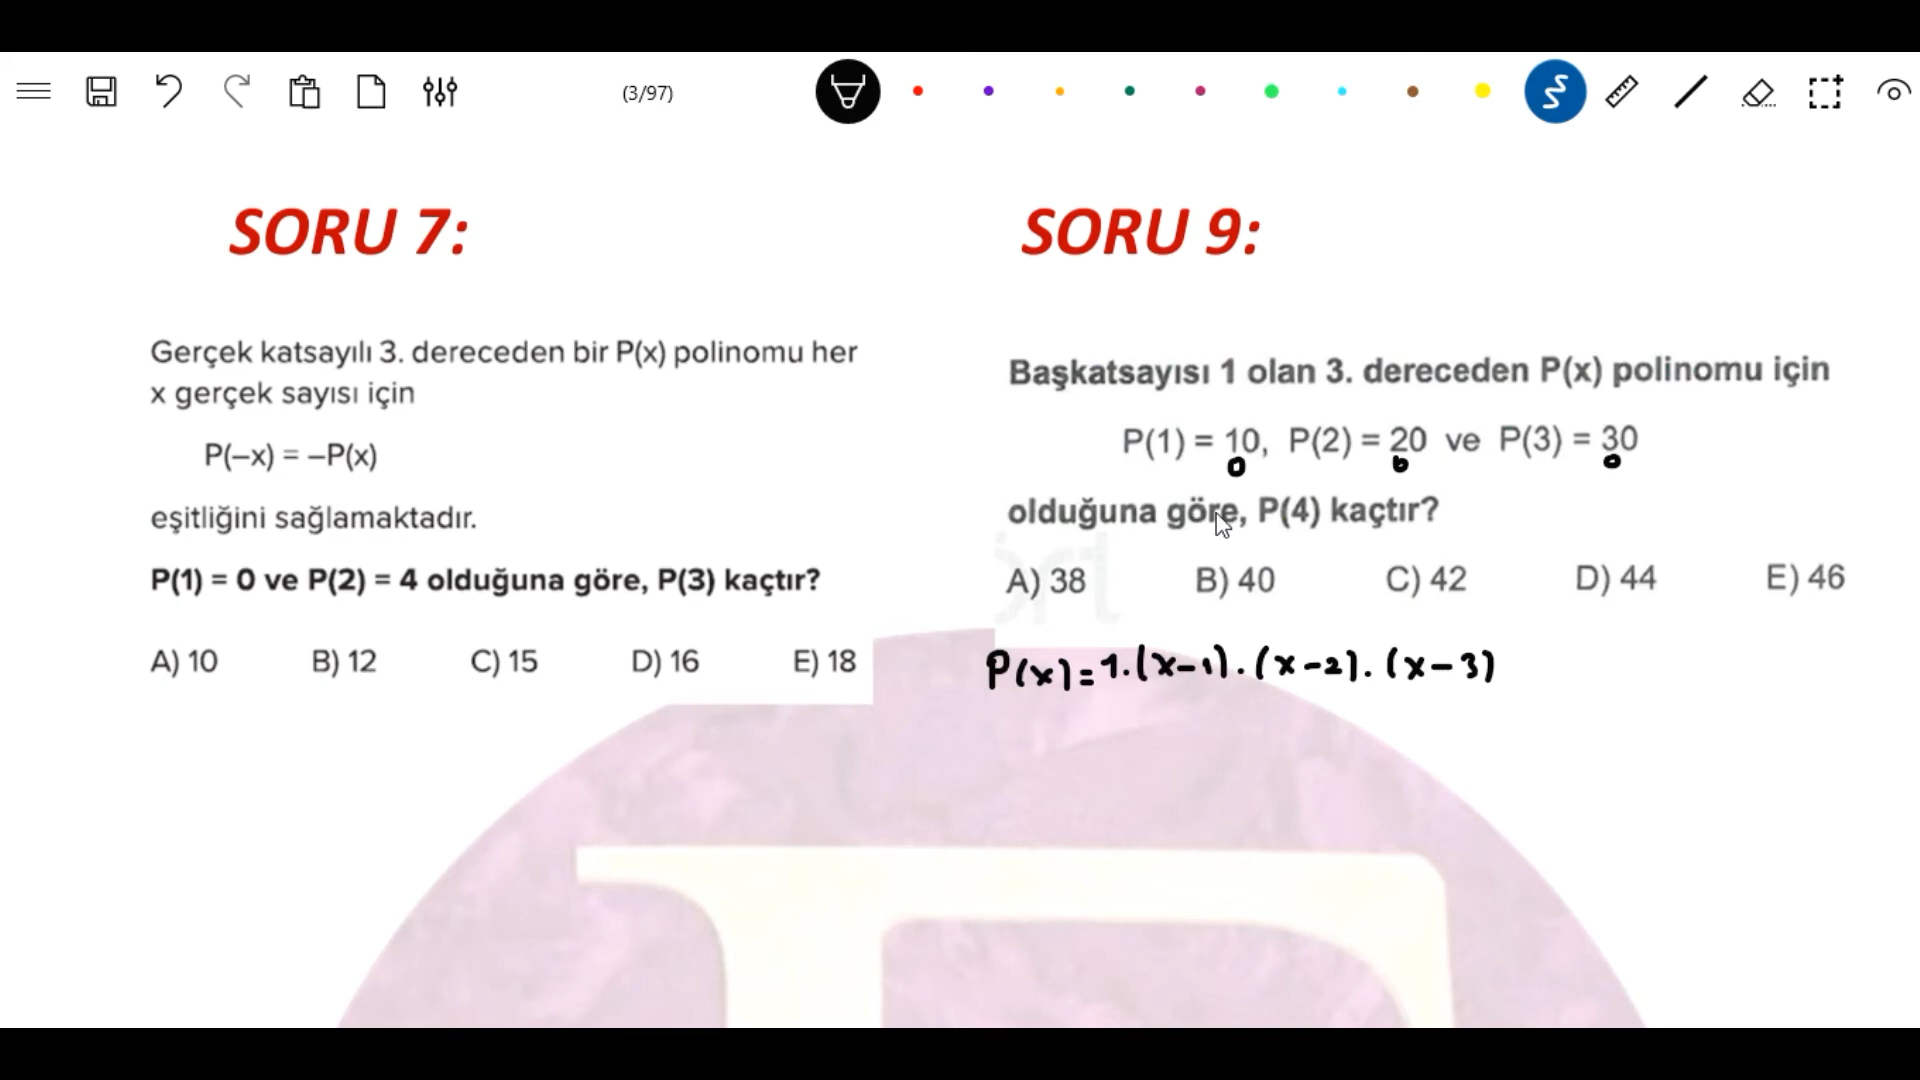 (3/97)
SORU 7:
Gerçek katsayılı 3. dereceden bir P(x) polinomu her
x gerçek sayısı için
P(−x) = −P(x)
eşitliğini sağlamaktadır.
P(1) = 0 ve P(2) = 4 olduğuna göre, P(3) kaçtır?
A) 10 B) 12 C) 15 D) 16 E) 18
SORU 9:
Başkatsayısı 1 olan 3. dereceden P(x) polinomu için
P(1) = 10, P(2) = 20 ve P(3) = 30
0 0 0
olduğuna göre, P(4) kaçtır?
A) 38 B) 40 C) 42 D) 44 E) 46
P(x)=1.(x-1).(x-2).(x-3)